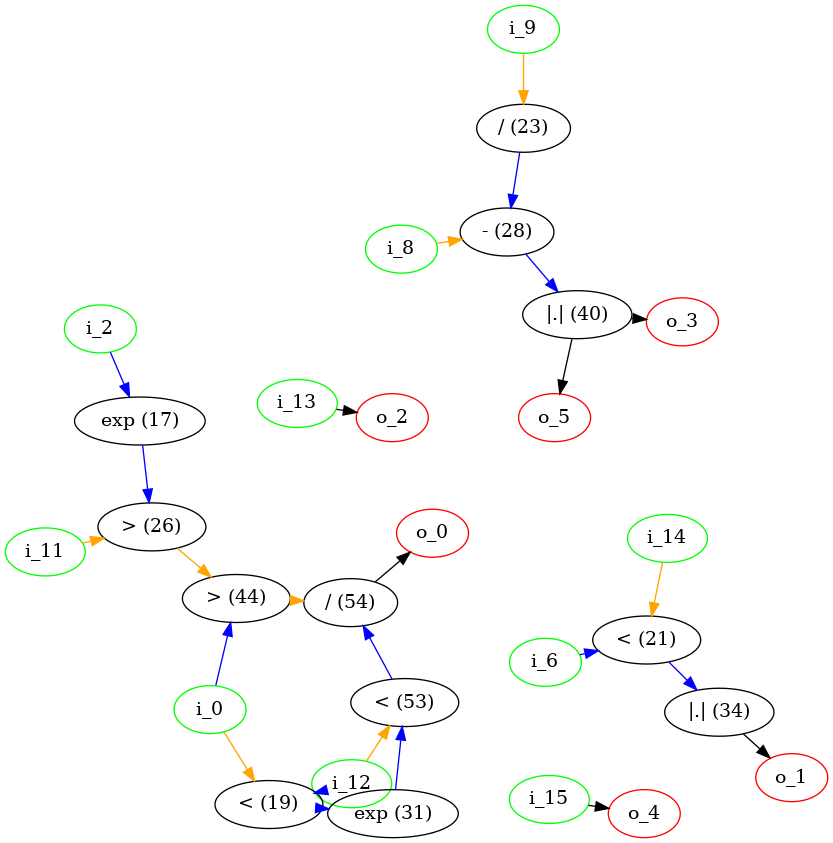 i_9
/ (23)
- (28)
i_8
|.| (40)
o_3
i_2
i_13
o_2
o_5
exp (17)
> (26)
i_11
o_0
i_14
> (44)
/ (54)
< (21)
i_6
i_0
< (53)
|.| (34)
i_12
o_1
< (19)
exp (31)
i_15
o_4